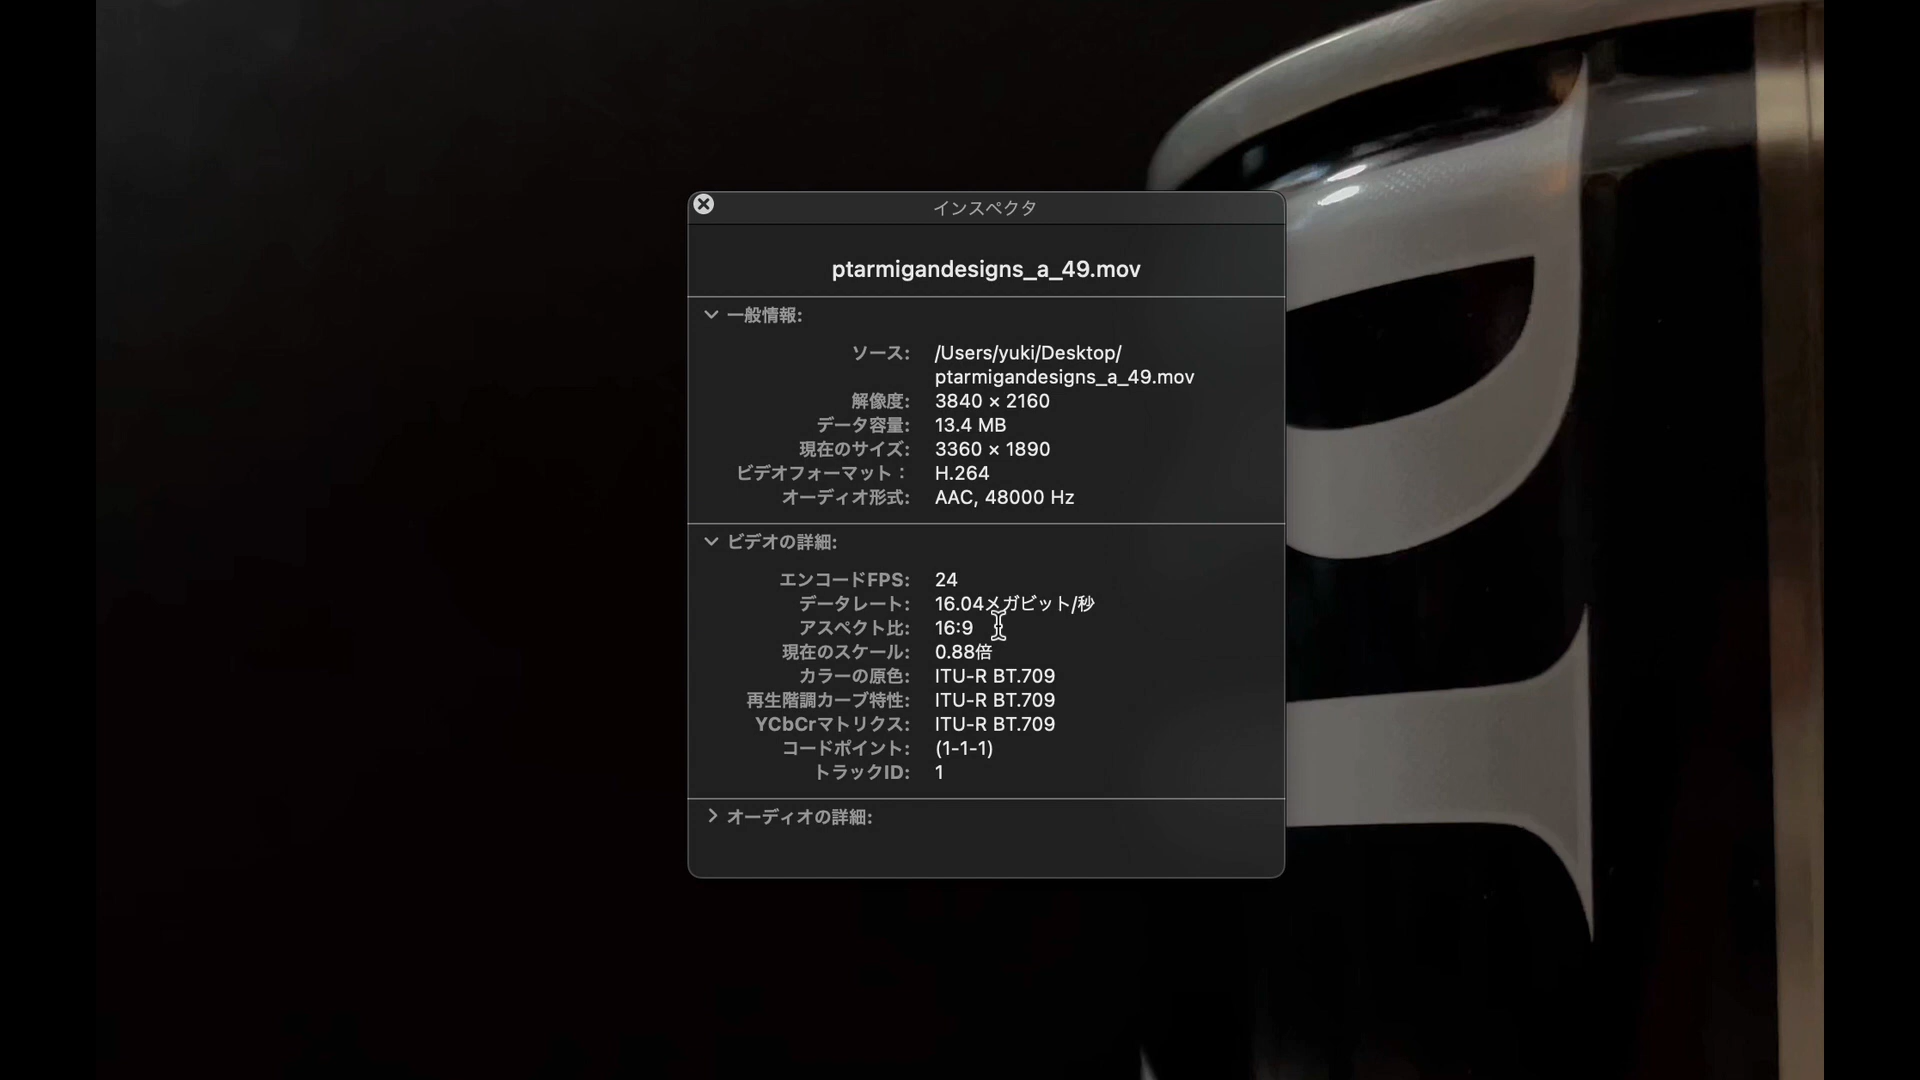 インスペクタ
ptarmigandesigns_a_49.mov
一般情報:
ソース: /Users/yuki/Desktop/
ptarmigandesigns_a_49.mov
解像度: 3840 × 2160
データ容量: 13.4 MB
現在のサイズ: 3360 × 1890
ビデオフォーマット： H.264
オーディオ形式: AAC, 48000 Hz
ビデオの詳細:
エンコードFPS: 24
データレート: 16.04メガビット/秒
アスペクト比: 16:9
現在のスケール: 0.88倍
カラーの原色: ITU-R BT.709
再生階調カーブ特性: ITU-R BT.709
YCbCrマトリクス: ITU-R BT.709
コードポイント: (1-1-1)
トラックID: 1
オーディオの詳細: